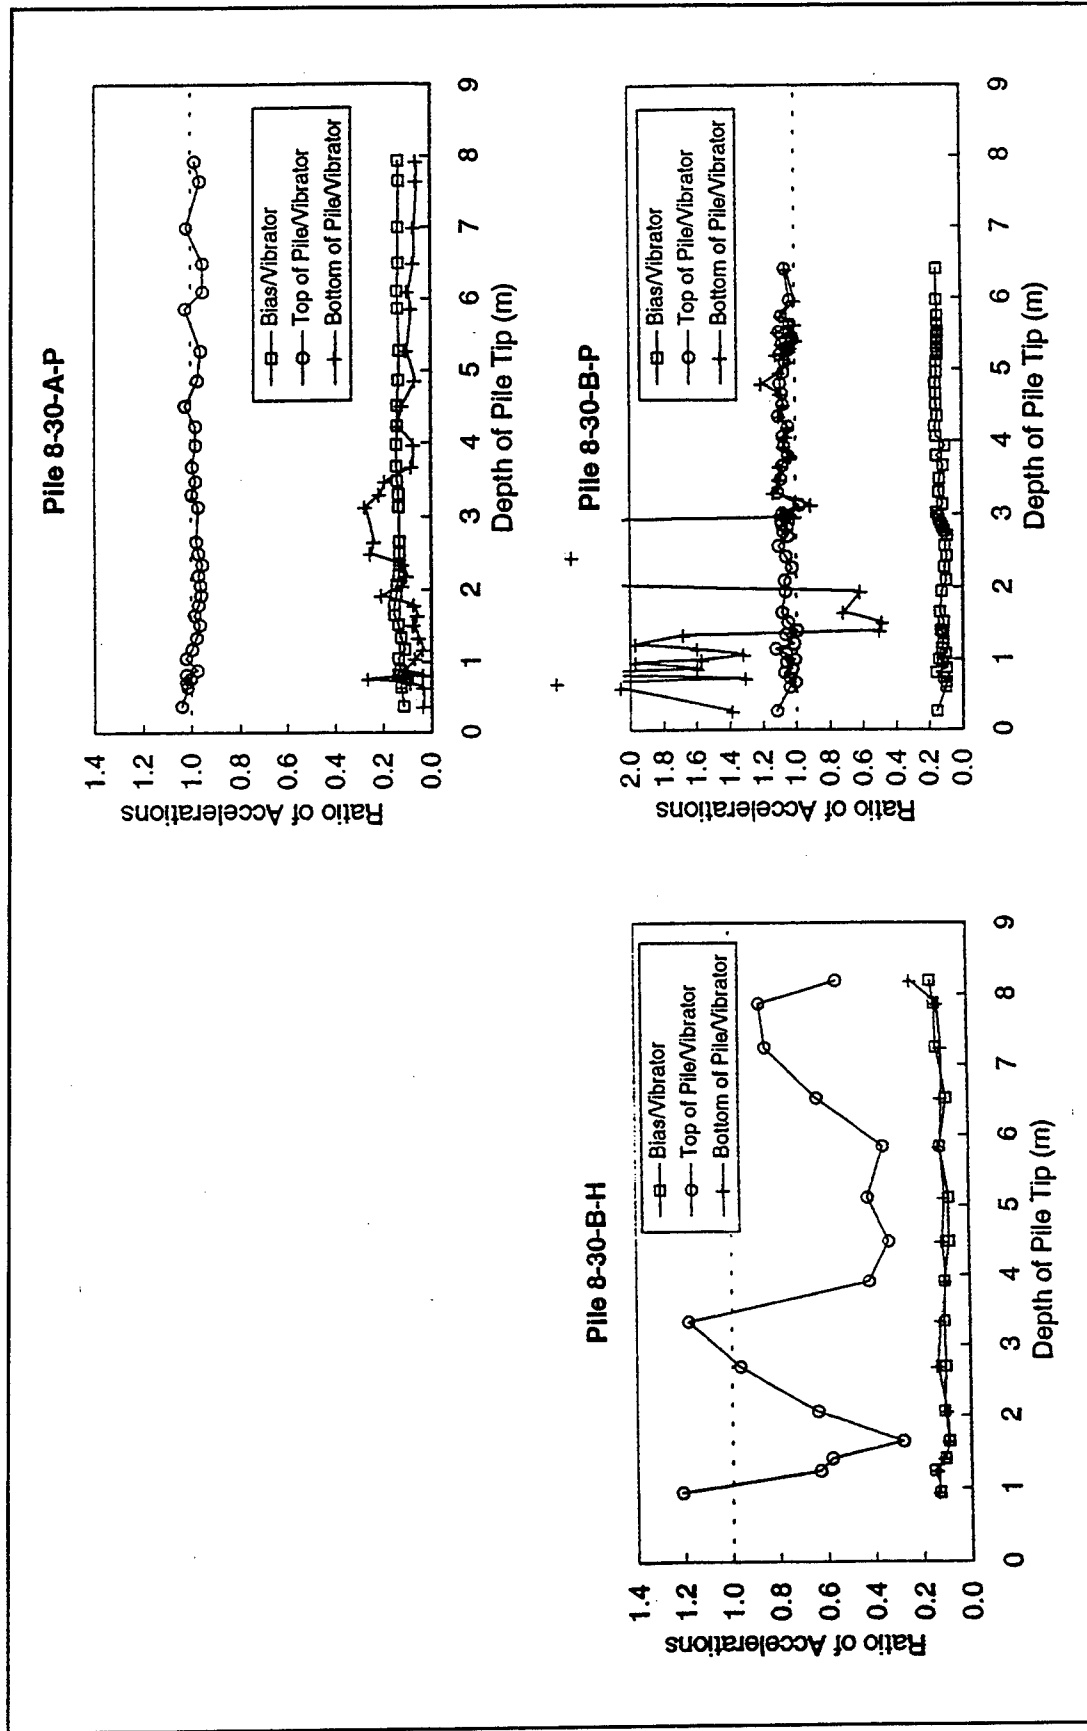 Pile 8-30-A-P
Ratio of Accelerations
1.4
1.2
1.0
0.8
0.6
0.4
0.2
0.0
Bias/Vibrator
Top of Pile/Vibrator
Bottom of Pile/Vibrator
0 1 2 3 4 5 6 7 8 9
Depth of Pile Tip (m)
Pile 8-30-B-H
Ratio of Accelerations
1.4
1.2
1.0
0.8
0.6
0.4
0.2
0.0
Bias/Vibrator
Top of Pile/Vibrator
Bottom of Pile/Vibrator
0 1 2 3 4 5 6 7 8 9
Depth of Pile Tip (m)
Pile 8-30-B-P
Ratio of Accelerations
2.0
1.8
1.6
1.4
1.2
1.0
0.8
0.6
0.4
0.2
0.0
Bias/Vibrator
Top of Pile/Vibrator
Bottom of Pile/Vibrator
0 1 2 3 4 5 6 7 8 9
Depth of Pile Tip (m)